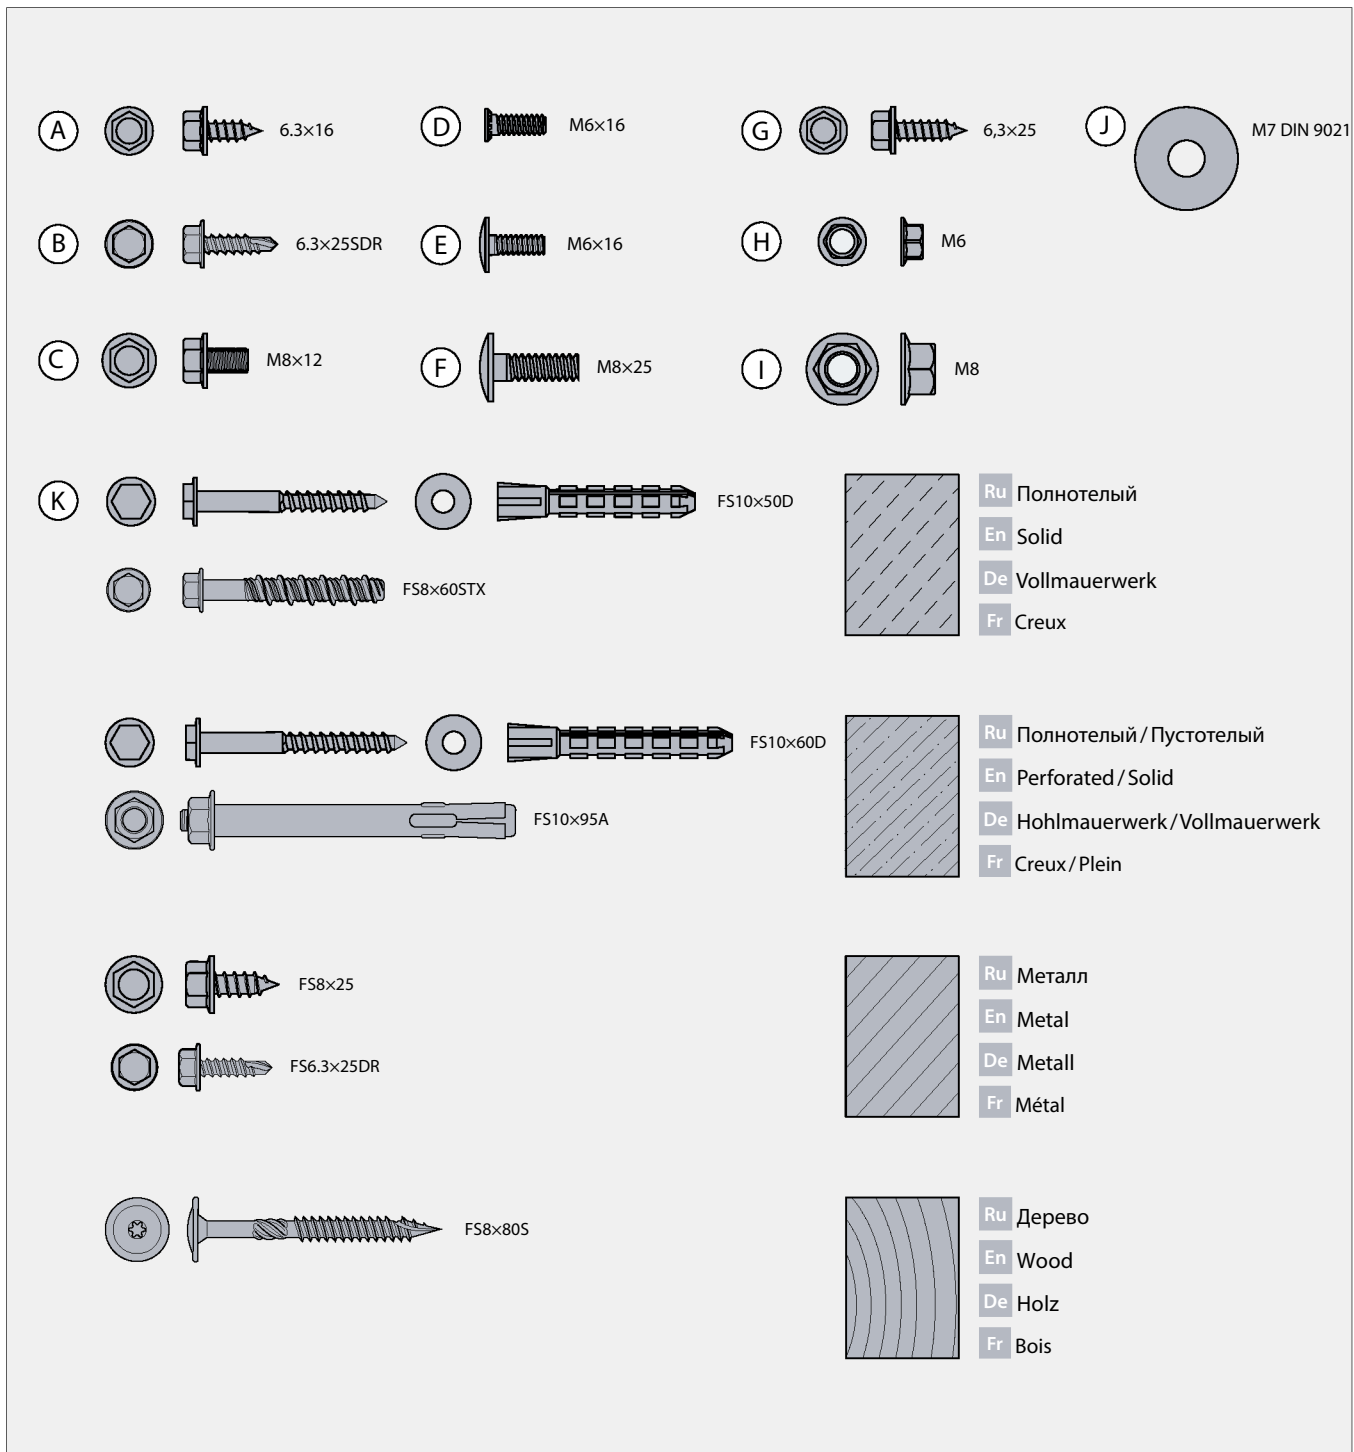 A 6.3×16
D M6×16
G 6,3×25
J M7 DIN 9021
B 6.3×25SDR
E M6×16
H M6
C M8×12
F M8×25
I M8
K FS10×50D
FS8×60STX
Ru Полнотелый
En Solid
De Vollmauerwerk
Fr Creux
FS10×60D
FS10×95A
Ru Полнотелый / Пустотелый
En Perforated / Solid
De Hohlmauerwerk / Vollmauerwerk
Fr Creux / Plein
FS8×25
FS6.3×25DR
Ru Металл
En Metal
De Metall
Fr Métal
FS8×80S
Ru Дерево
En Wood
De Holz
Fr Bois